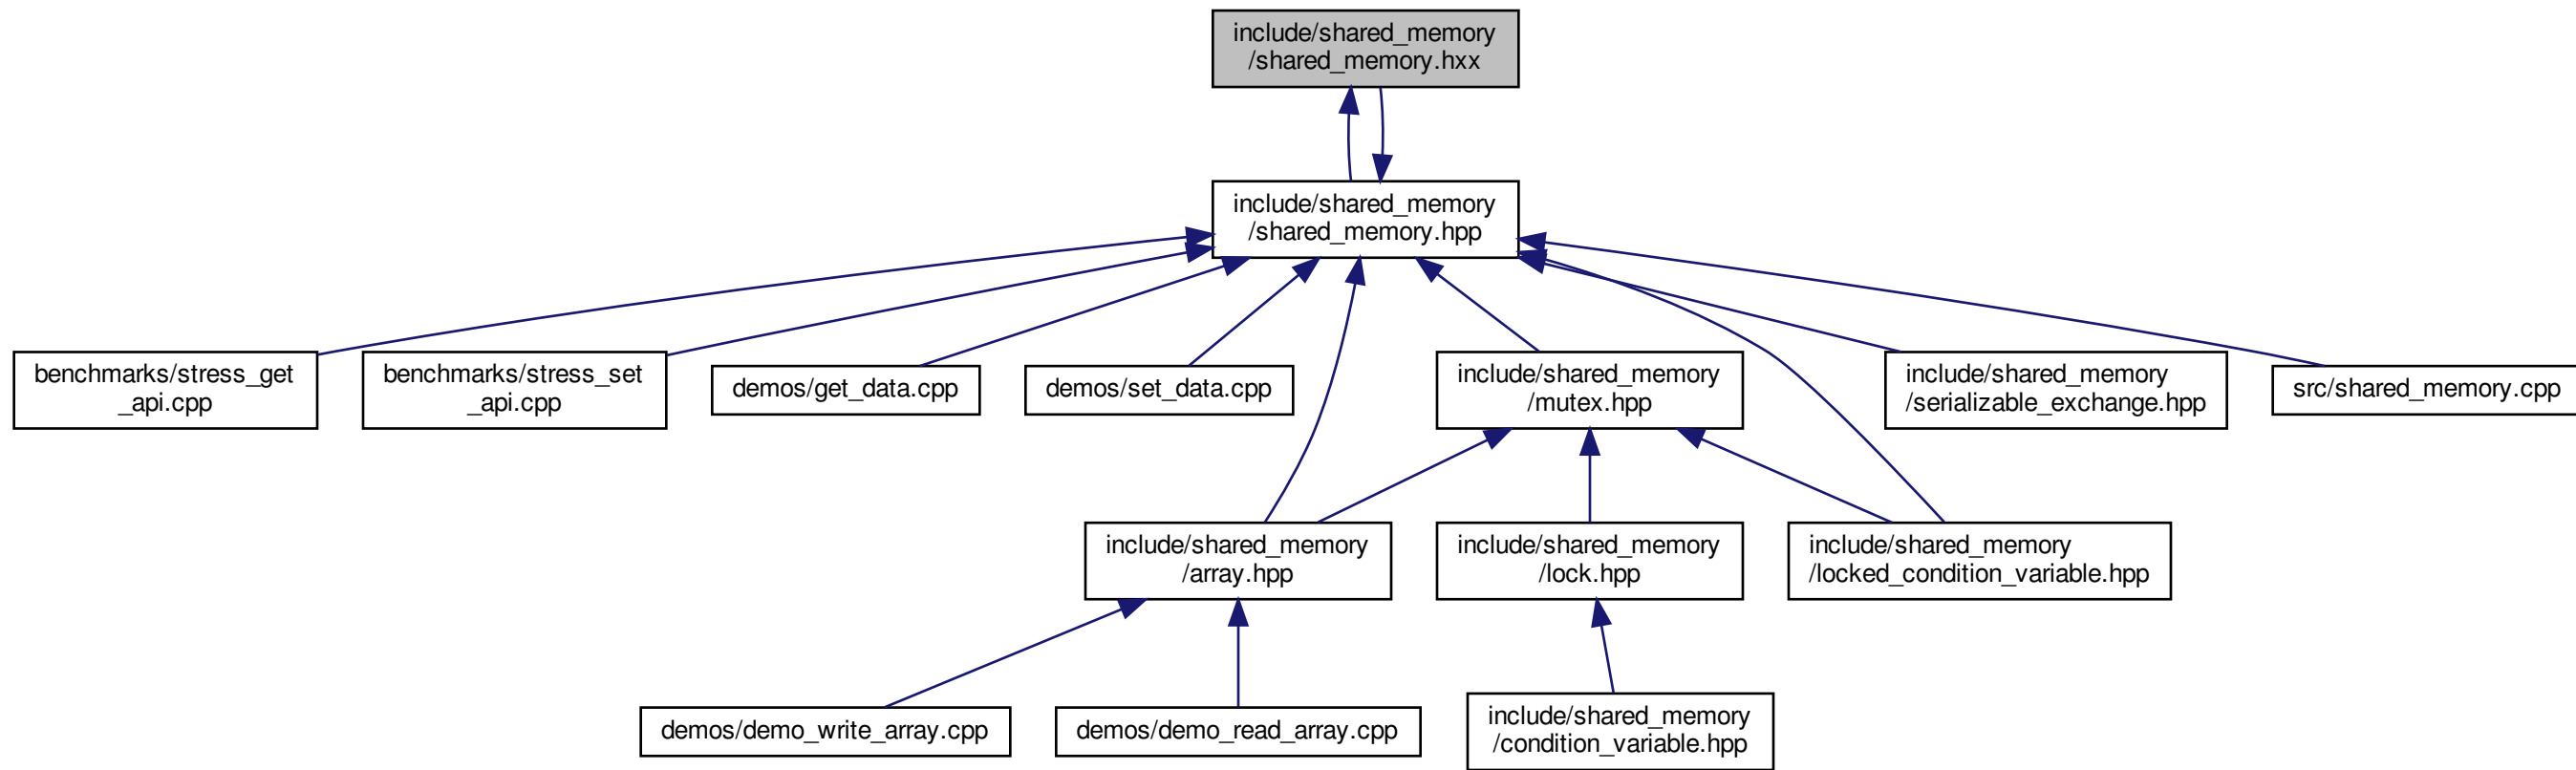 include/shared_memory
/shared_memory.hxx
include/shared_memory
/shared_memory.hpp
benchmarks/stress_get
_api.cpp
benchmarks/stress_set
_api.cpp
demos/get_data.cpp
demos/set_data.cpp
include/shared_memory
/mutex.hpp
include/shared_memory
/serializable_exchange.hpp
src/shared_memory.cpp
include/shared_memory
/array.hpp
include/shared_memory
/lock.hpp
include/shared_memory
/locked_condition_variable.hpp
demos/demo_write_array.cpp
demos/demo_read_array.cpp
include/shared_memory
/condition_variable.hpp